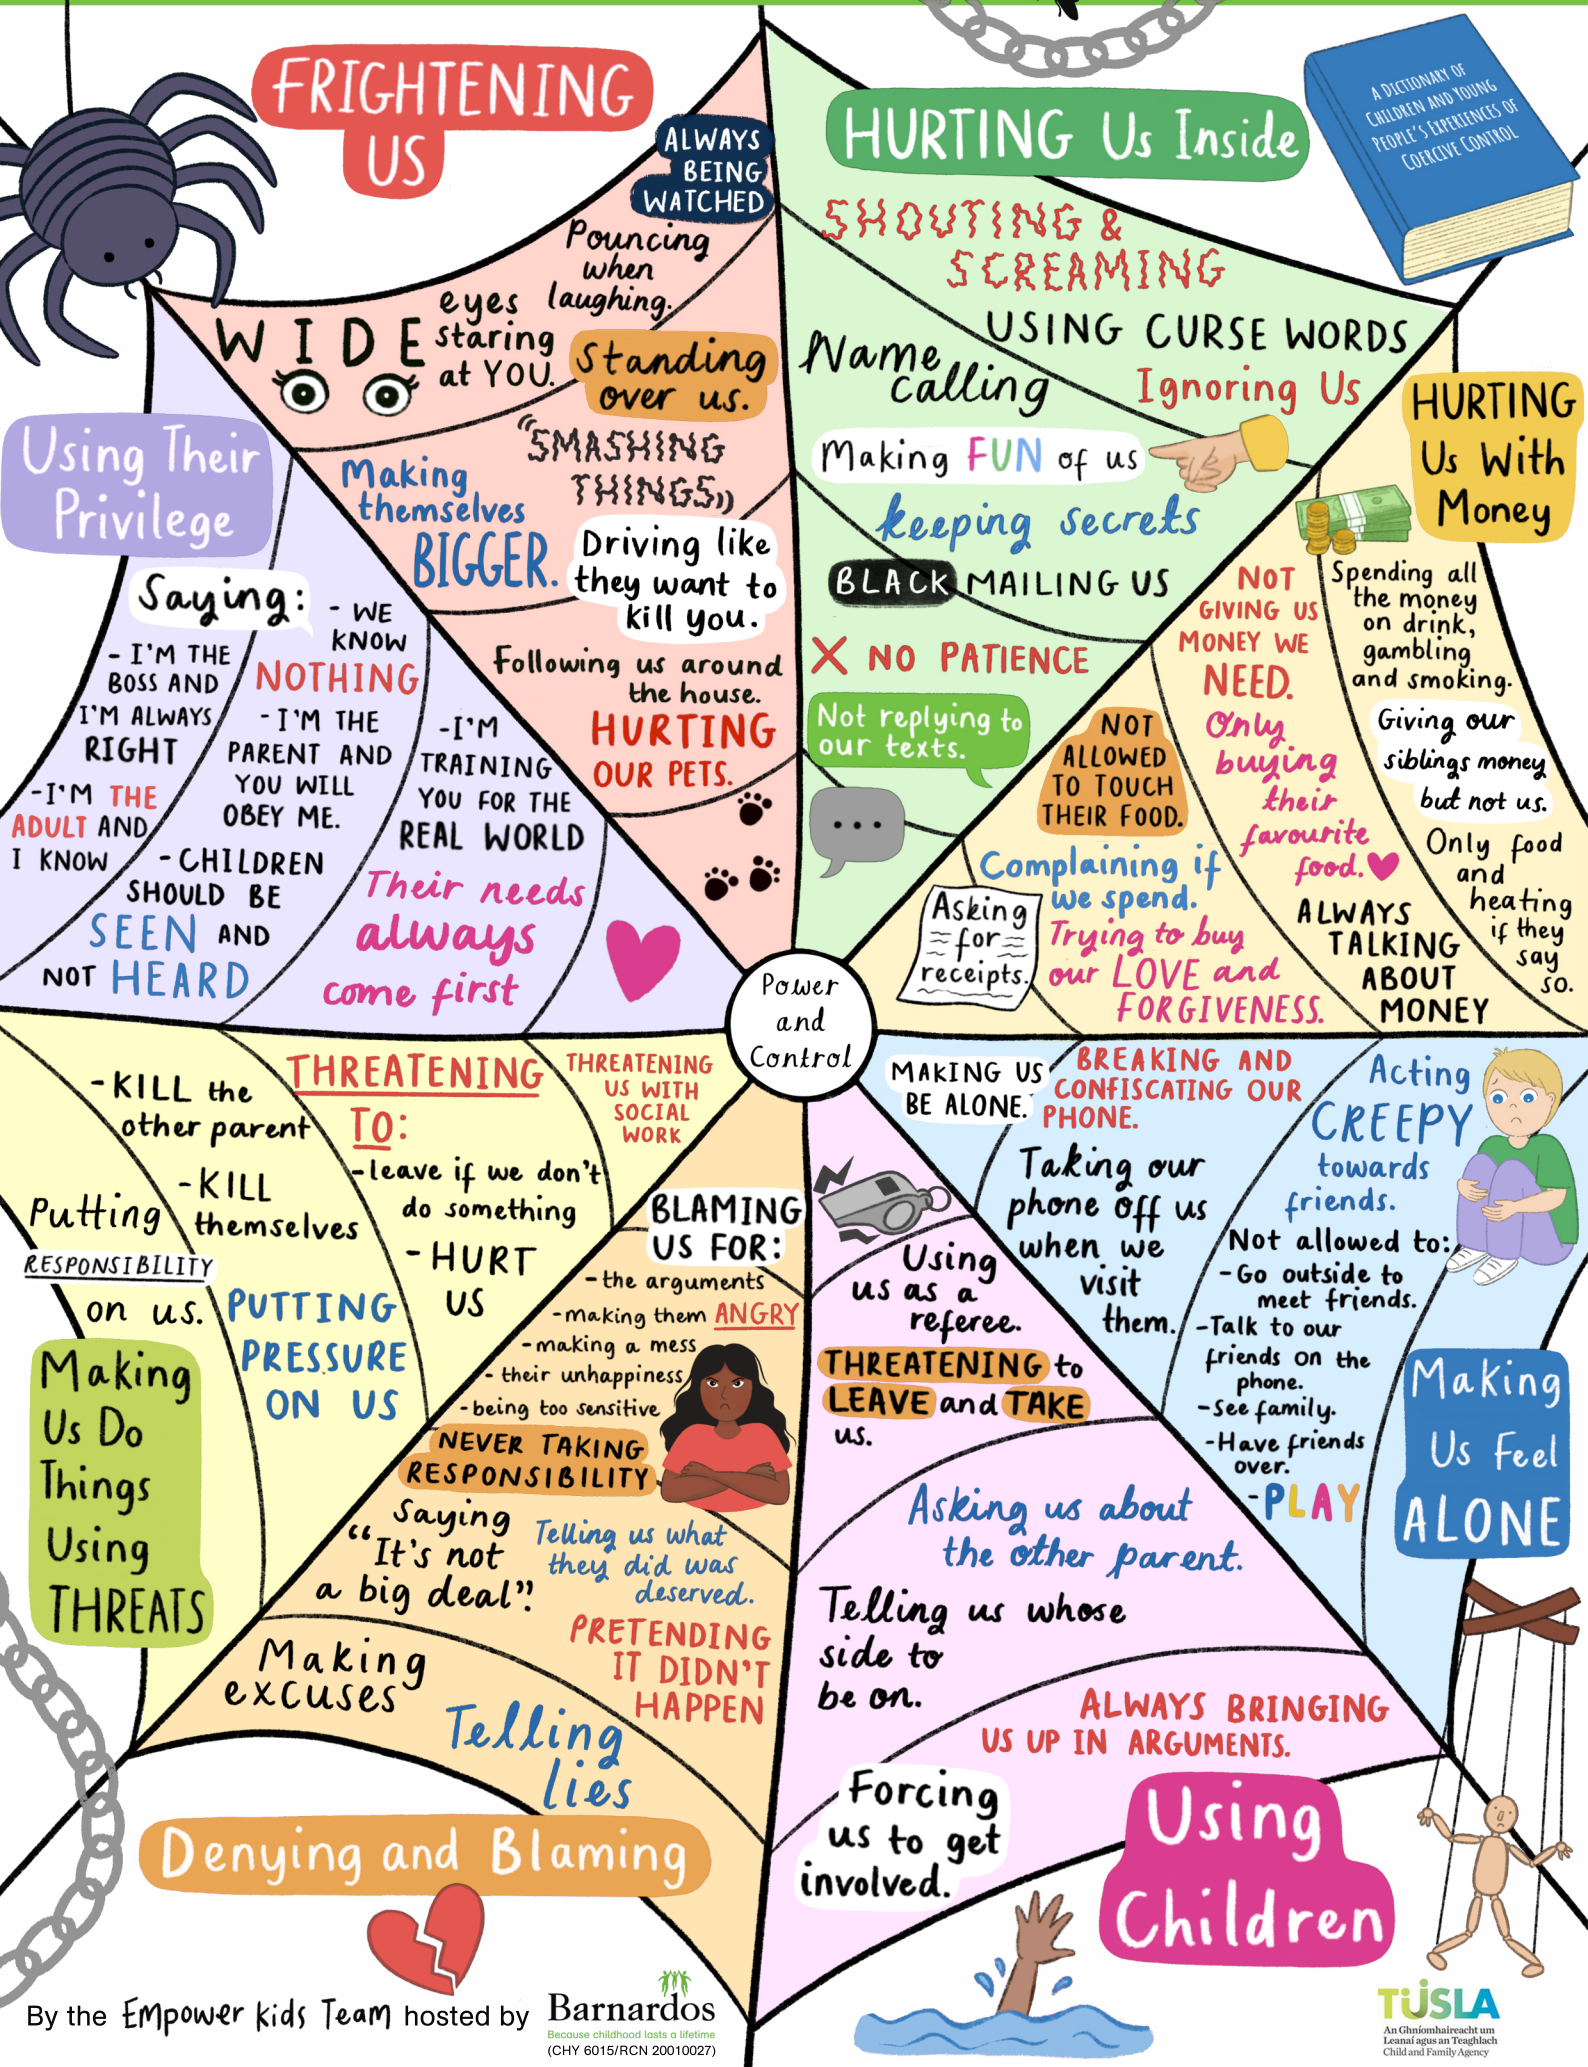 FRIGHTENING
US
ALWAYS
BEING
WATCHED
Pouncing
when
laughing.
WIDE
eyes
staring
at YOU.
Standing
over us.
"SMASHING
THINGS"
Making
themselves
BIGGER.
Driving like
they want to
kill you.
Following us around
the house.
HURTING
OUR PETS.
HURTING Us Inside
A DICTIONARY OF
CHILDREN AND YOUNG
PEOPLE'S EXPERIENCES OF
COERCIVE CONTROL
SHOUTING &
SCREAMING
USING CURSE WORDS
Name
calling
Ignoring Us
Making FUN of us
keeping secrets
BLACK MAILING US
X NO PATIENCE
Not replying to
our texts.
...
HURTING
Us With
Money
Spending all
the money
on drink,
gambling
and smoking.
Giving our
siblings money
but not us.
Only food
and
heating
if they
say
so.
NOT
GIVING US
MONEY WE
NEED.
Only
buying
their
favourite
food.
ALWAYS
TALKING
ABOUT
MONEY
NOT
ALLOWED
TO TOUCH
THEIR FOOD.
Complaining if
we spend.
Trying to buy
our LOVE and
FORGIVENESS.
Asking
for
receipts.
Using Their
Privilege
Saying:
- I'M THE
BOSS AND
I'M ALWAYS
RIGHT
- I'M THE
ADULT AND
I KNOW
- WE
KNOW
NOTHING
- I'M THE
PARENT AND
YOU WILL
OBEY ME.
- CHILDREN
SHOULD BE
SEEN AND
NOT HEARD
- I'M
TRAINING
YOU FOR THE
REAL WORLD
Their needs
always
come first
Power
and
Control
THREATENING
TO:
- KILL the
other parent
- KILL
themselves
- leave if we don't
do something
- HURT
US
THREATENING
US WITH
SOCIAL
WORK
Putting
RESPONSIBILITY
on us.
PUTTING
PRESSURE
ON US
Making
Us Do
Things
Using
THREATS
BLAMING
US FOR:
- the arguments
- making them ANGRY
- making a mess
- their unhappiness
- being too sensitive
NEVER TAKING
RESPONSIBILITY
Saying
"It's not
a big deal".
Telling us what
they did was
deserved.
PRETENDING
IT DIDN'T
HAPPEN
Making
excuses
Telling
lies
Denying and Blaming
Using
us as a
referee.
THREATENING to
LEAVE and TAKE
us.
Asking us about
the other parent.
Telling us whose
side to
be on.
ALWAYS BRINGING
US UP IN ARGUMENTS.
Forcing
us to get
involved.
Using
Children
MAKING US
BE ALONE.
BREAKING AND
CONFISCATING OUR
PHONE.
Taking our
phone off us
when we
visit
them.
Acting
CREEPY
towards
friends.
Not allowed to:
- Go outside to
meet friends.
- Talk to our
friends on the
phone.
- See family.
- Have friends
over.
- PLAY
Making
Us Feel
ALONE
By the Empower Kids Team hosted by
Barnardos
Because childhood lasts a lifetime
(CHY 6015/RCN 20010027)
TUSLA
An Ghníomhaireacht um
Leanaí agus an Teaghlach
Child and Family Agency